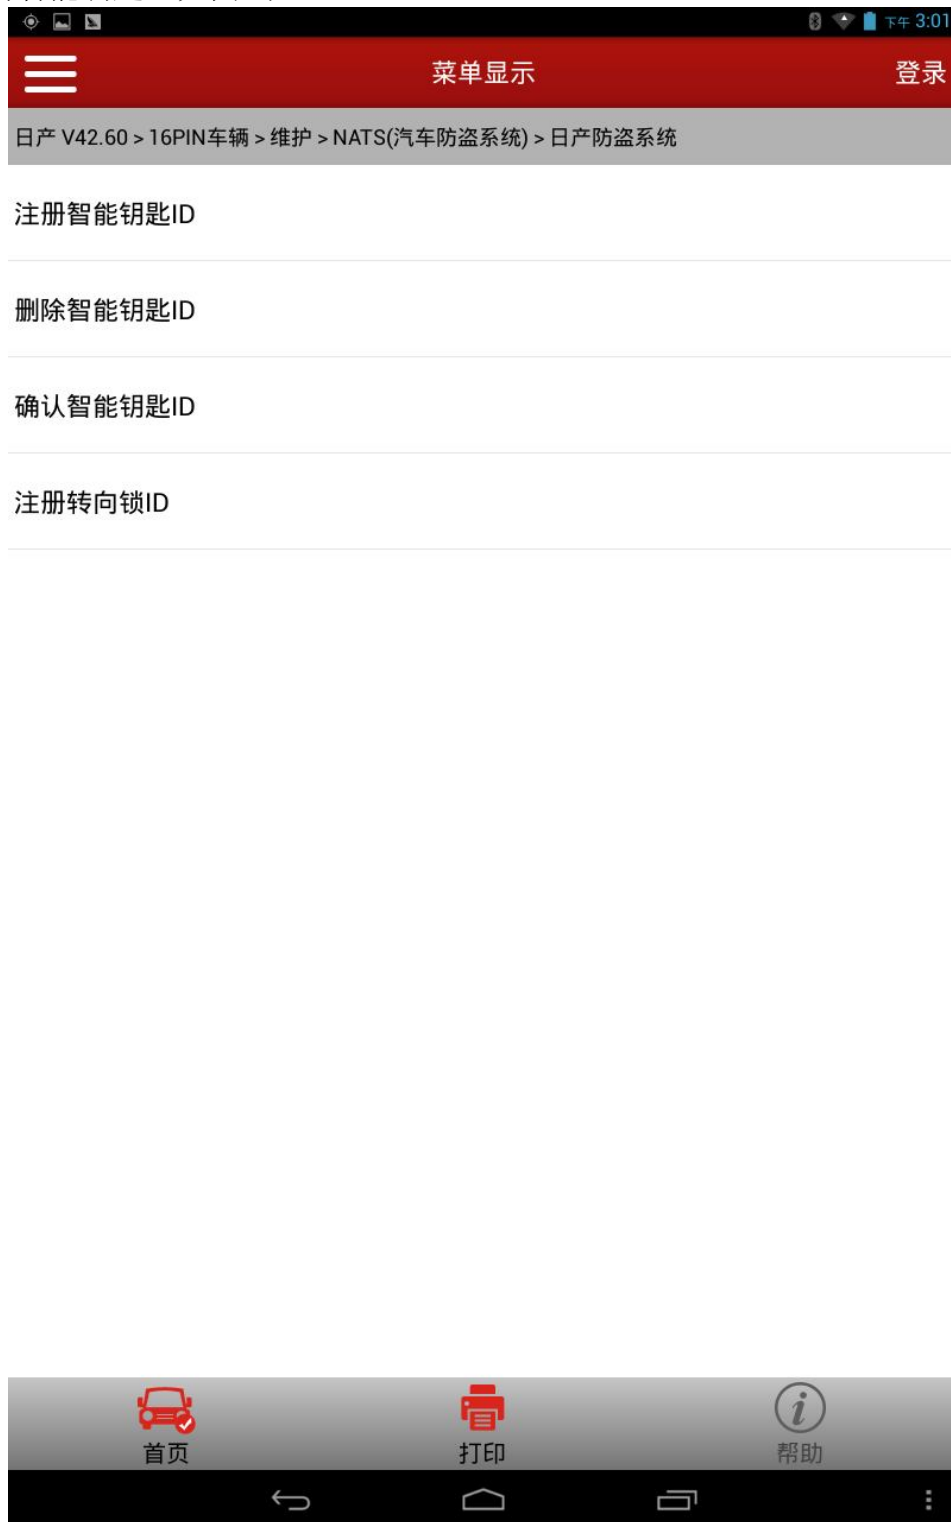 下午 3:01
菜单显示
登录
日产 V42.60 > 16PIN车辆 > 维护 > NATS(汽车防盗系统) > 日产防盗系统
注册智能钥匙ID
删除智能钥匙ID
确认智能钥匙ID
注册转向锁ID
首页
打印
帮助